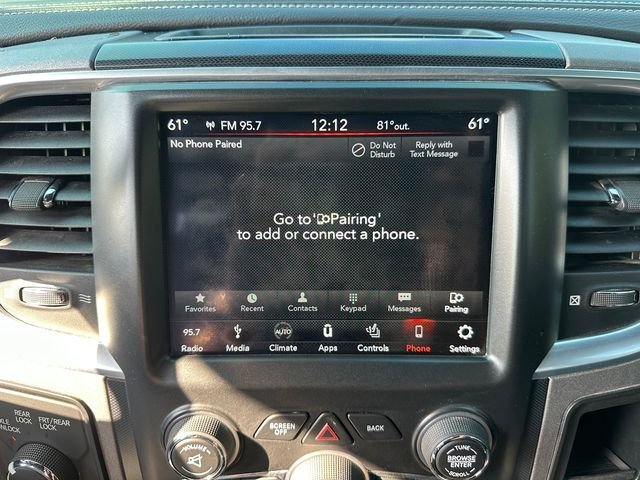 61° FM 95.7 12:12 81°out. 61°
No Phone Paired Do Not Disturb Reply with Text Message
Go to 'Pairing'
to add or connect a phone.
Favorites Recent Contacts Keypad Messages Pairing
95.7 AUTO
Radio Media Climate Apps Controls Phone Settings
REAR LOCK
FRT/REAR LOCK
UNLOCK
VOLUME
SCREEN OFF
BACK
BROWSE
ENTER
SCROLL